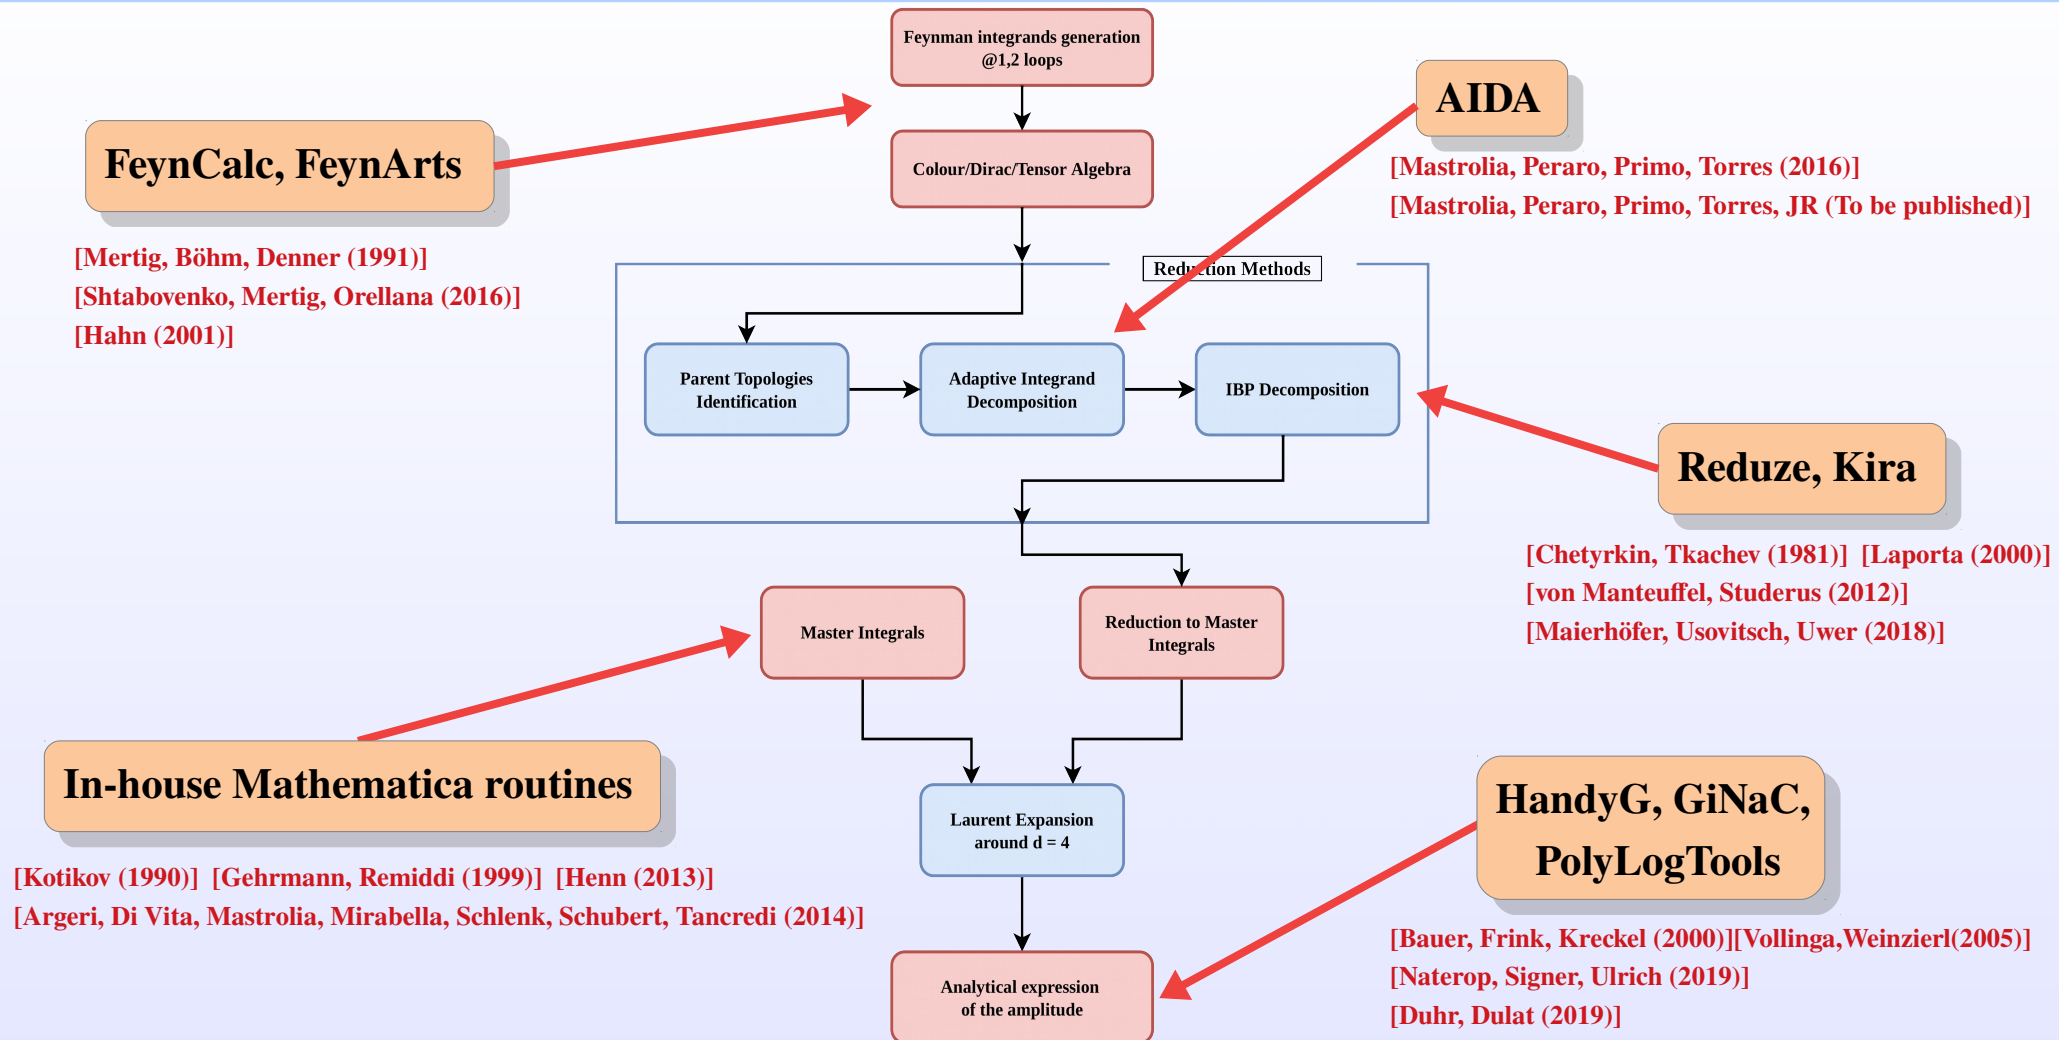 Feynman integrands generation
@1,2 loops
AIDA
FeynCalc, FeynArts
Colour/Dirac/Tensor Algebra
[Mastrolia, Peraro, Primo, Torres (2016)]
[Mastrolia, Peraro, Primo, Torres, JR (To be published)]
[Mertig, Böhm, Denner (1991)]
[Shtabovenko, Mertig, Orellana (2016)]
[Hahn (2001)]
Reduction Methods
Parent Topologies
Identification
Adaptive Integrand
Decomposition
IBP Decomposition
Reduze, Kira
[Chetyrkin, Tkachev (1981)] [Laporta (2000)]
[von Manteuffel, Studerus (2012)]
[Maierhöfer, Usovitsch, Uwer (2018)]
Master Integrals
Reduction to Master
Integrals
In-house Mathematica routines
[Kotikov (1990)] [Gehrmann, Remiddi (1999)] [Henn (2013)]
[Argeri, Di Vita, Mastrolia, Mirabella, Schlenk, Schubert, Tancredi (2014)]
Laurent Expansion
around d = 4
HandyG, GiNaC,
PolyLogTools
[Bauer, Frink, Kreckel (2000)][Vollinga,Weinzierl(2005)]
[Naterop, Signer, Ulrich (2019)]
[Duhr, Dulat (2019)]
Analytical expression
of the amplitude